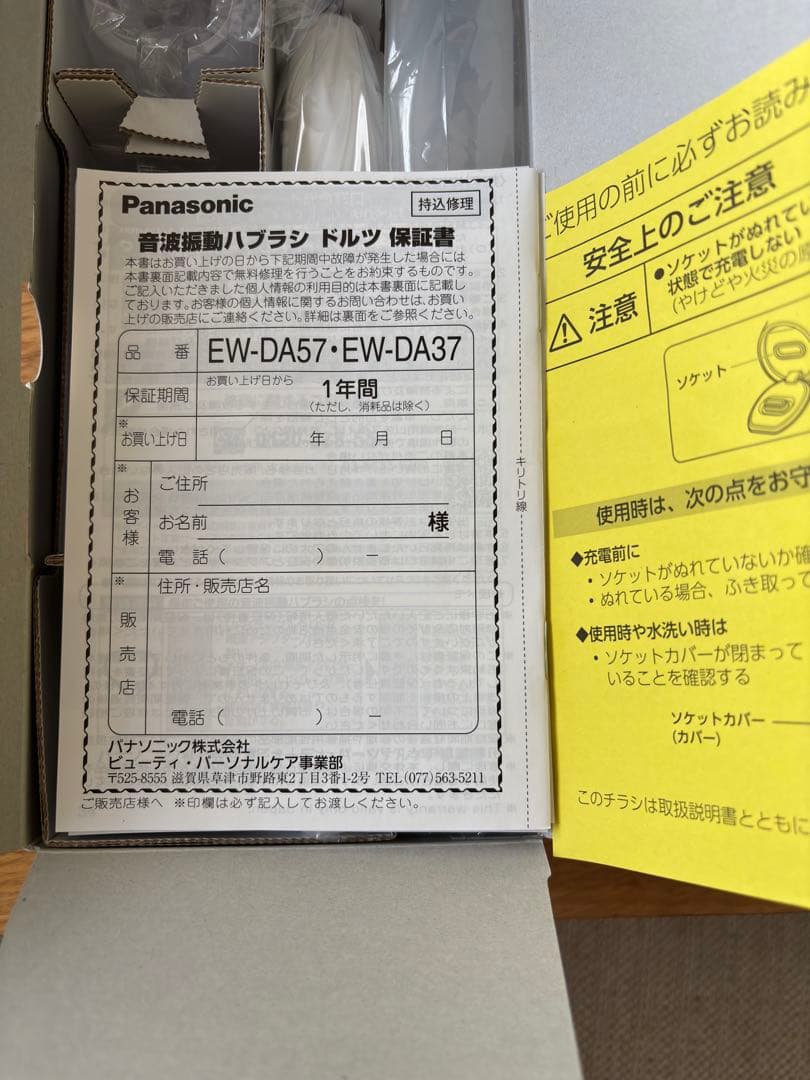 Panasonic
持込修理
音波振動ハブラシ ドルツ 保証書
本書はお買い上げの日から下記期間中故障が発生した場合には
本書裏面記載内容で無料修理を行うことをお約束するものです。
ご記入いただきました個人情報の利用目的は本書裏面に記載し
ております。お客様の個人情報に関するお問い合わせは、お買い
上げの販売店にご連絡ください。詳細は裏面をご参照ください。
品 番 EW-DA57・EW-DA37
保証期間 お買い上げ日から 1年間
(ただし、消耗品は除く)
※お買い上げ日 年 月 日
※お客様
ご住所
お名前 様
電 話( ) ー
※販売店
住所・販売店名
電話( ) ー
パナソニック株式会社
ビューティ・パーソナルケア事業部
〒525-8555 滋賀県草津市野路東2丁目3番1-2号 TEL(077)563-5211
ご販売店様へ ※印欄は必ず記入してお渡しください。
キリトリ線
ご使用の前に必ずお読み
安全上のご注意
注意
●ソケットがぬれてい
状態で充電しない
(やけどや火災の原
ソケット
使用時は、次の点をお守
◆充電前に
・ソケットがぬれていないか確
・ぬれている場合、ふき取って
◆使用時や水洗い時は
・ソケットカバーが閉まって
いることを確認する
ソケットカバー
(カバー)
このチラシは取扱説明書とともに